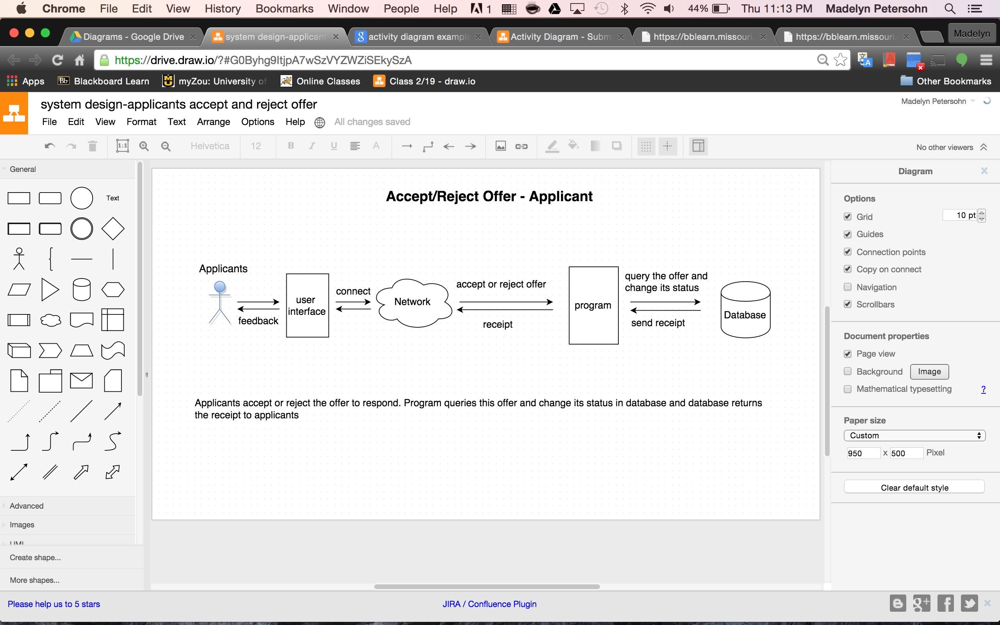 Chrome File Edit View History Bookmarks Window People Help 1 44% Thu 11:13 PM Madelyn Petersohn
Diagrams - Google Drive system design-applicant activity diagram example Activity Diagram - Subm https://bblearn.missouri. https://bblearn.missouri. Madelyn
https://drive.draw.io/?#G0Byhg9ItjpA7wSzVYZWZiSEkySzA
Apps Bb Blackboard Learn myZou: University of Online Classes Class 2/19 - draw.io Other Bookmarks
system design-applicants accept and reject offer Madelyn Petersohn
File Edit View Format Text Arrange Options Help All changes saved
1:1 Helvetica 12 B I U A No other viewers
General
Text
Advanced
Images
UML
Create shape...
More shapes...
Accept/Reject Offer - Applicant
Applicants
feedback
user
interface
connect
Network
accept or reject offer
receipt
program
query the offer and
change its status
send receipt
Database
Applicants accept or reject the offer to respond. Program queries this offer and change its status in database and database returns
the receipt to applicants
Diagram
Options
Grid 10 pt
Guides
Connection points
Copy on connect
Navigation
Scrollbars
Document properties
Page view
Background Image
Mathematical typesetting ?
Paper size
Custom
950 x 500 Pixel
Clear default style
Please help us to 5 stars JIRA / Confluence Plugin